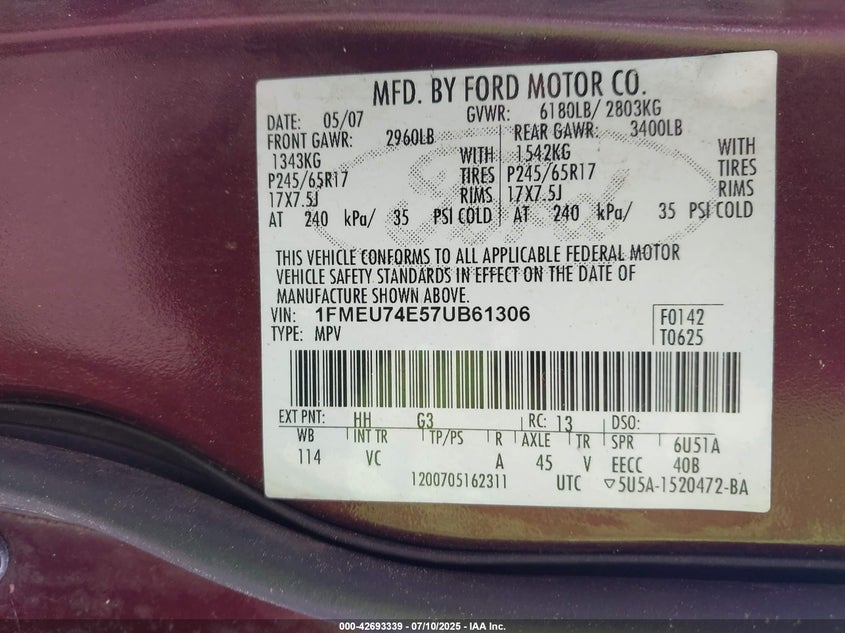 MFD. BY FORD MOTOR CO.
DATE: 05/07 GVWR: 6180LB/ 2803KG
FRONT GAWR: 2960LB REAR GAWR: 3400LB
1343KG WITH 1542KG WITH
P245/65R17 TIRES P245/65R17 TIRES
17X7.5J RIMS 17X7.5J RIMS
AT 240 kPa/ 35 PSI COLD AT 240 kPa/ 35 PSI COLD
THIS VEHICLE CONFORMS TO ALL APPLICABLE FEDERAL MOTOR
VEHICLE SAFETY STANDARDS IN EFFECT ON THE DATE OF
MANUFACTURE SHOWN ABOVE.
VIN: 1FMEU74E57UB61306 F0142
TYPE: MPV T0625
EXT PNT: HH G3 RC: 13 DSO:
WB INT TR TP/PS R AXLE TR SPR 6U51A
114 VC A 45 V EECC 40B
1200705162311 UTC ▽5U5A-1520472-BA
000-42693339 - 07/10/2025 - IAA Inc.